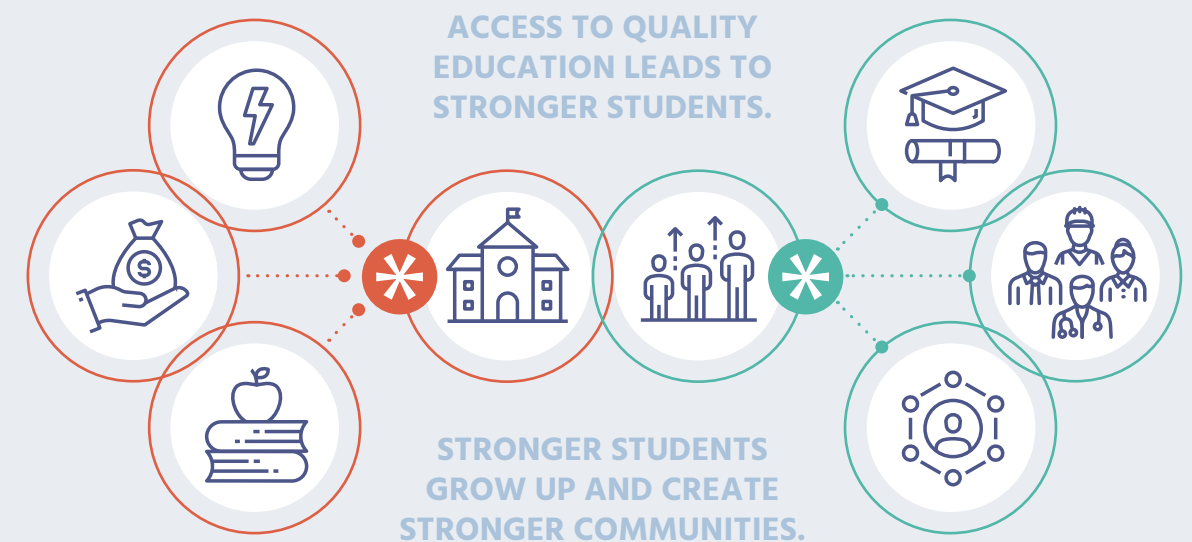 ACCESS TO QUALITY
EDUCATION LEADS TO
STRONGER STUDENTS.
$
STRONGER STUDENTS
GROW UP AND CREATE
STRONGER COMMUNITIES.